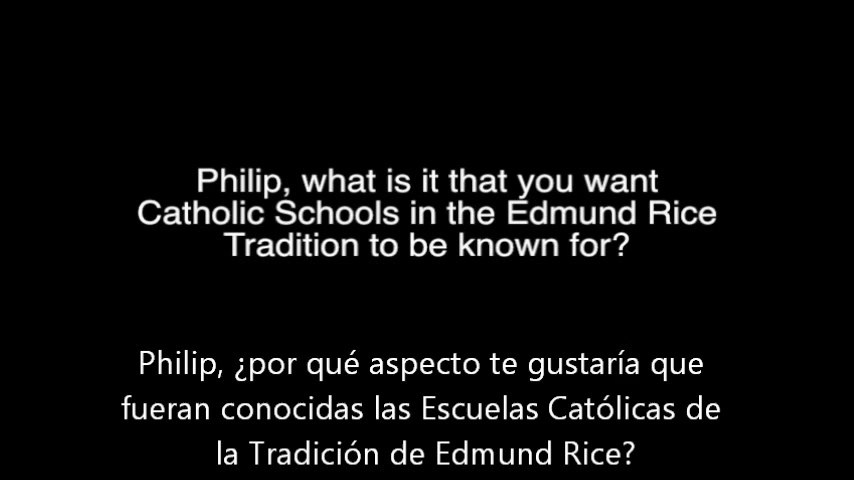 Philip, what is it that you want
Catholic Schools in the Edmund Rice
Tradition to be known for?
Philip, ¿por qué aspecto te gustaría que
fueran conocidas las Escuelas Católicas de
la Tradición de Edmund Rice?